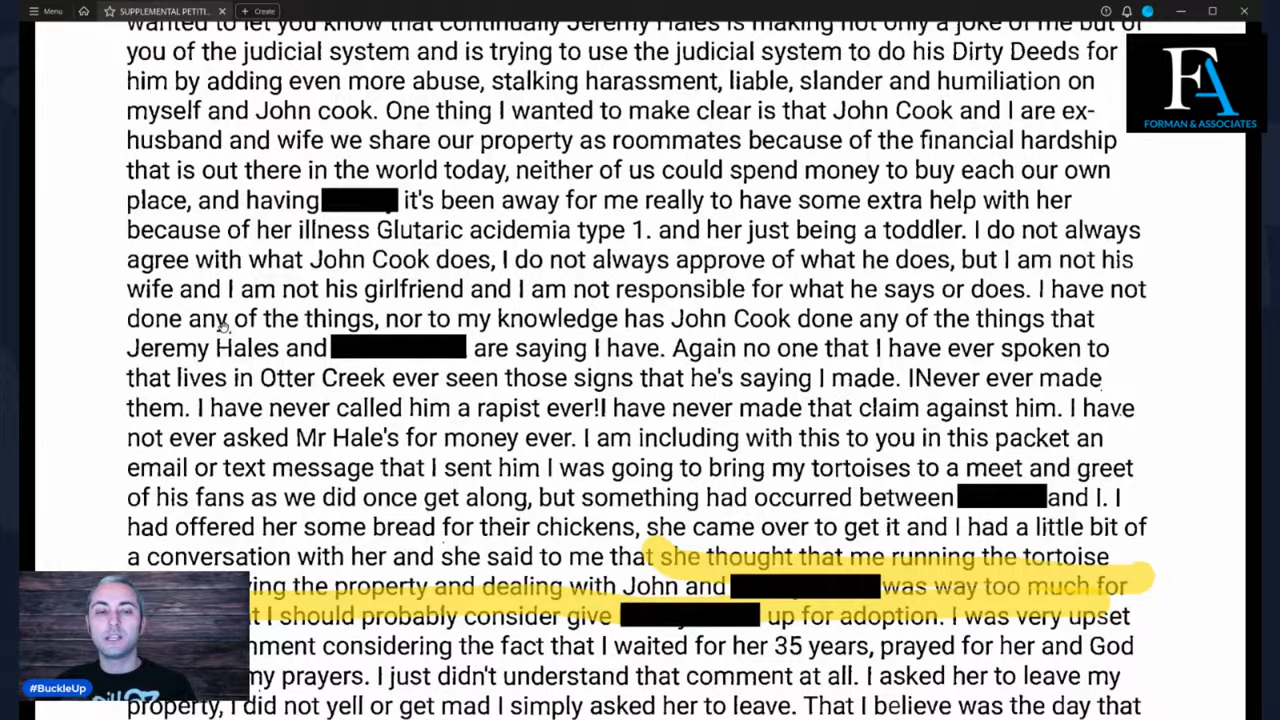 Menu
SUPPLEMENTAL PETITI...
Create
wanted to let you know that continually Jeremy Hales is making not only a joke of me but of
you of the judicial system and is trying to use the judicial system to do his Dirty Deeds for
him by adding even more abuse, stalking harassment, liable, slander and humiliation on
myself and John cook. One thing I wanted to make clear is that John Cook and I are ex-
husband and wife we share our property as roommates because of the financial hardship
that is out there in the world today, neither of us could spend money to buy each our own
place, and having it's been away for me really to have some extra help with her
because of her illness Glutaric acidemia type 1. and her just being a toddler. I do not always
agree with what John Cook does, I do not always approve of what he does, but I am not his
wife and I am not his girlfriend and I am not responsible for what he says or does. I have not
done any of the things, nor to my knowledge has John Cook done any of the things that
Jeremy Hales and are saying I have. Again no one that I have ever spoken to
that lives in Otter Creek ever seen those signs that he's saying I made. INever ever made
them. I have never called him a rapist ever!I have never made that claim against him. I have
not ever asked Mr Hale's for money ever. I am including with this to you in this packet an
email or text message that I sent him I was going to bring my tortoises to a meet and greet
of his fans as we did once get along, but something had occurred between and I. I
had offered her some bread for their chickens, she came over to get it and I had a little bit of
a conversation with her and she said to me that she thought that me running the tortoise
the property and dealing with John and was way too much for
I should probably consider give up for adoption. I was very upset
considering the fact that I waited for her 35 years, prayed for her and God
my prayers. I just didn't understand that comment at all. I asked her to leave my
property, I did not yell or get mad I simply asked her to leave. That I believe was the day that
FA
FORMAN & ASSOCIATES
#BuckleUp